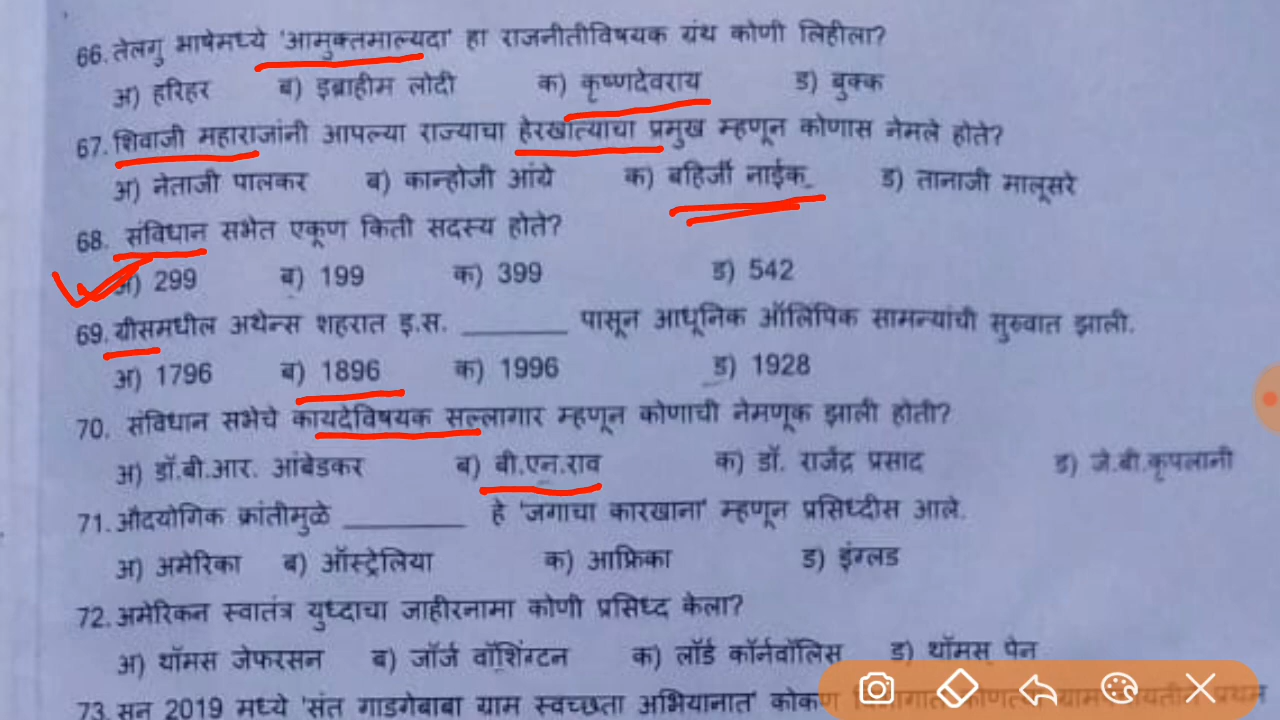 66. तेलगु भाषेमध्ये 'आमुक्तमाल्यदा' हा राजनीतीविषयक ग्रंथ कोणी लिहीला?
अ) हरिहर ब) इब्राहीम लोदी क) कृष्णदेवराय ड) बुक्क
67. शिवाजी महाराजांनी आपल्या राज्याचा हेरखात्याचा प्रमुख म्हणून कोणास नेमले होते?
अ) नेताजी पालकर ब) कान्होजी आंग्रे क) बहिर्जी नाईक ड) तानाजी मालूसरे
68. संविधान सभेत एकूण किती सदस्य होते?
अ) 299 ब) 199 क) 399 ड) 542
69. ग्रीसमधील अथेन्स शहरात इ.स. ________ पासून आधूनिक ऑलिंपिक सामन्यांची सुरुवात झाली.
अ) 1796 ब) 1896 क) 1996 ड) 1928
70. संविधान सभेचे कायदेविषयक सल्लागार म्हणून कोणाची नेमणूक झाली होती?
अ) डॉ.बी.आर. आंबेडकर ब) बी.एन.राव क) डॉ. राजेंद्र प्रसाद ड) जे.बी.कृपलानी
71. औदयोगिक क्रांतीमुळे ________ हे 'जगाचा कारखाना' म्हणून प्रसिध्दीस आले.
अ) अमेरिका ब) ऑस्ट्रेलिया क) आफ्रिका ड) इंग्लड
72. अमेरिकन स्वातंत्र युध्दाचा जाहीरनामा कोणी प्रसिध्द केला?
अ) थॉमस जेफरसन ब) जॉर्ज वॉशिंग्टन क) लॉर्ड कॉर्नवॉलिस ड) थॉमस् पेन
73. सन 2019 मध्ये 'संत गाडगेबाबा ग्राम स्वच्छता अभियानात' कोकण